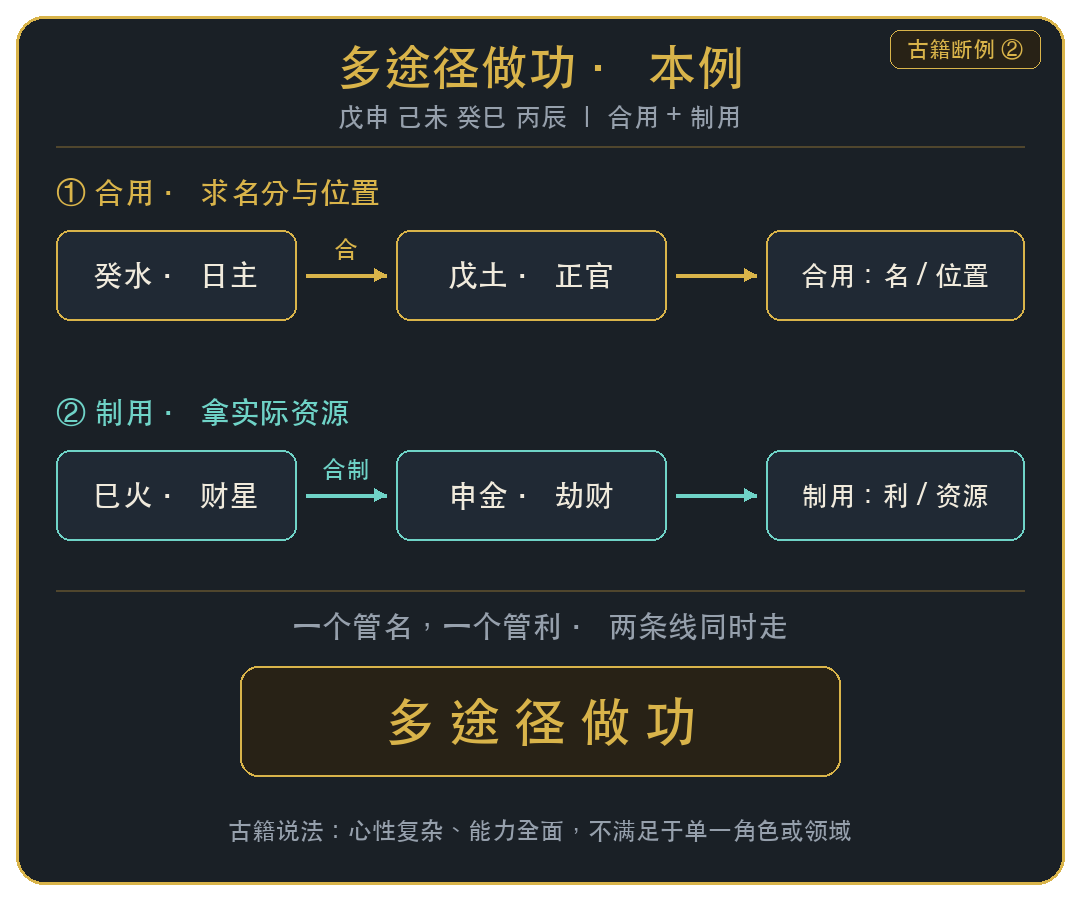 古籍断例 ②
多途径做功· 本例
戊申 己未 癸巳 丙辰 | 合用 + 制用
① 合用· 求名分与位置
癸水· 日主
合
戊土· 正官
合用：名 / 位置
② 制用· 拿实际资源
巳火· 财星
合制
申金· 劫财
制用：利 / 资源
一个管名，一个管利· 两条线同时走
多途径做功
古籍说法：心性复杂、能力全面，不满足于单一角色或领域